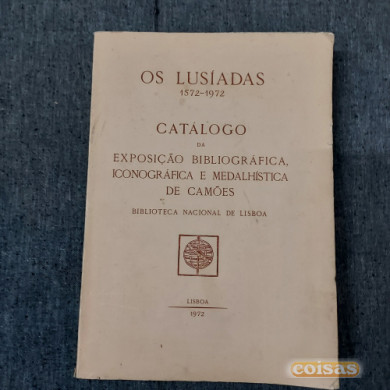 OS LUSÍADAS
1572-1972
CATÁLOGO
DA
EXPOSIÇÃO BIBLIOGRÁFICA,
ICONOGRÁFICA E MEDALHÍSTICA
DE CAMÕES
BIBLIOTECA NACIONAL DE LISBOA
LISBOA
1972
coisas